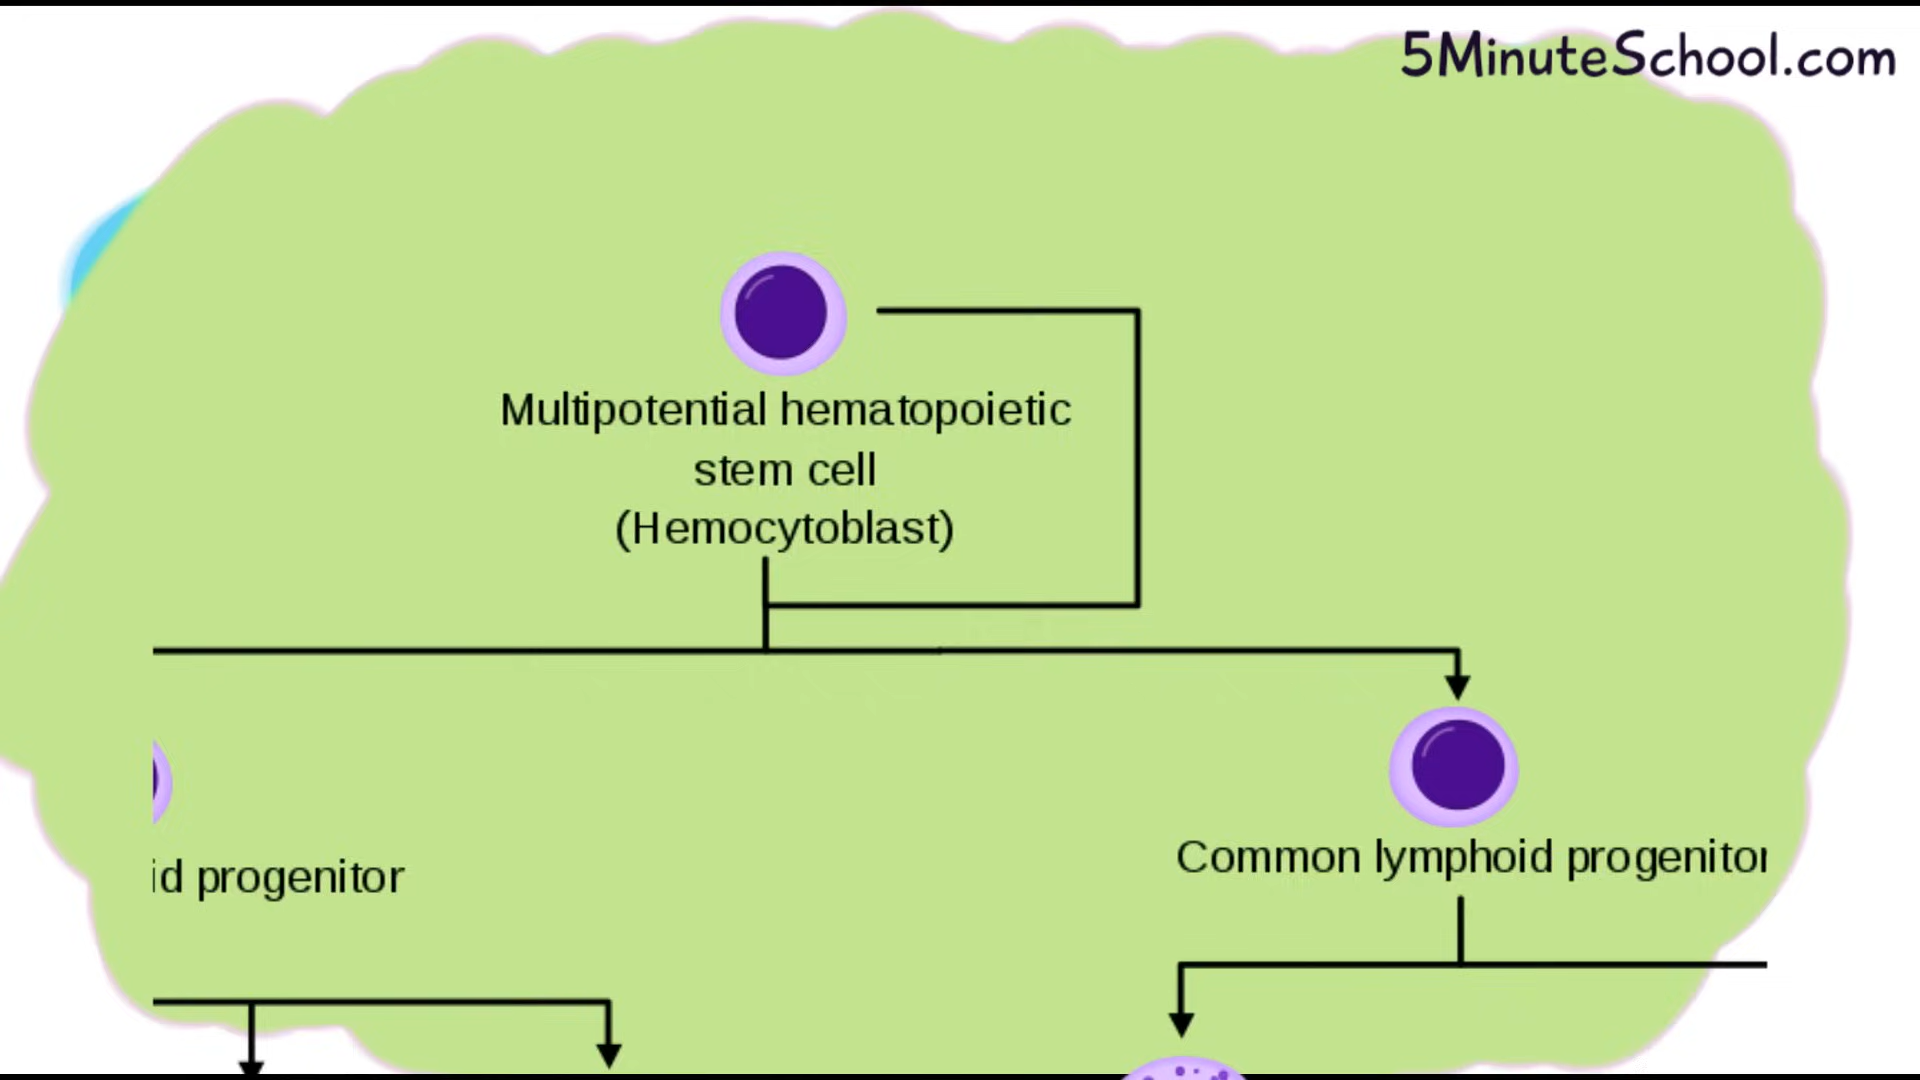 5MinuteSchool.com
Multipotential hematopoietic
stem cell
(Hemocytoblast)
id progenitor
Common lymphoid progenitor